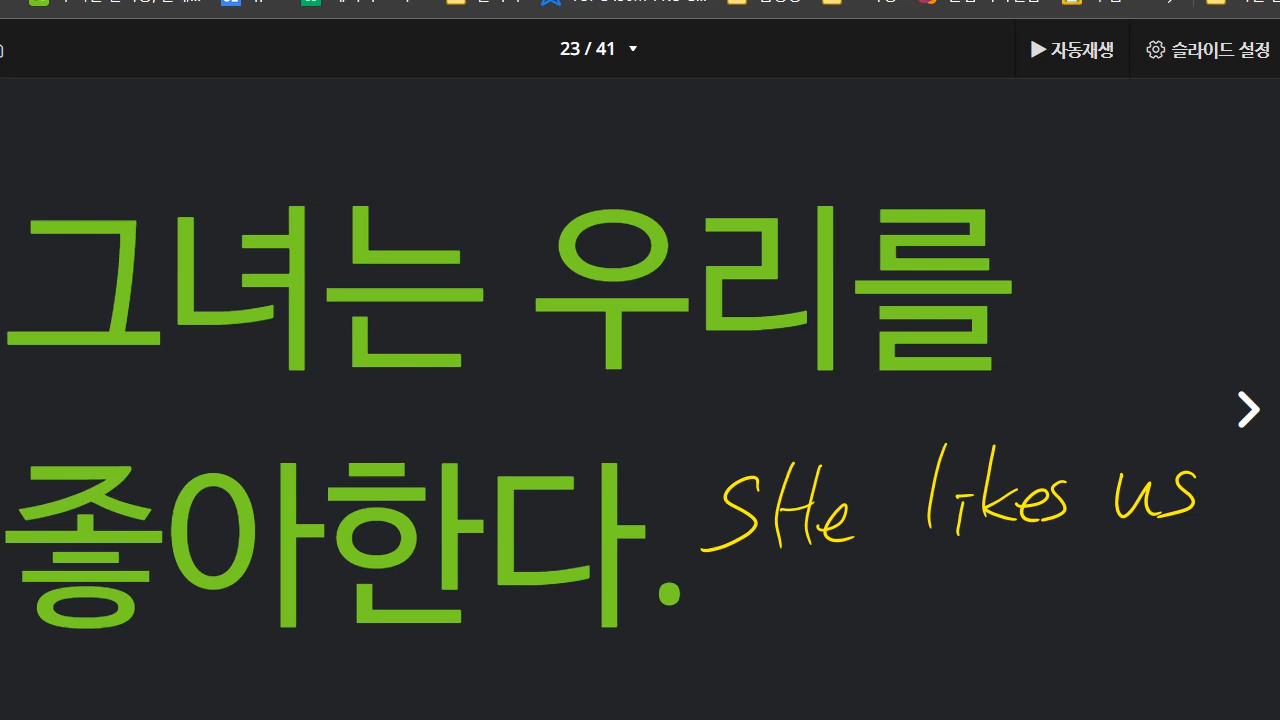 23 / 41
▶ 자동재생
슬라이드 설정
그녀는 우리를
좋아한다.
SHe likes us